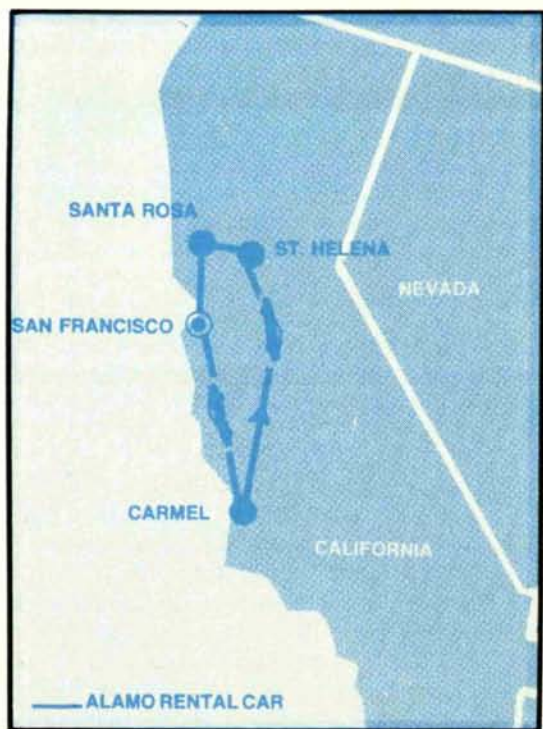 SANTA ROSA
ST HELENA
NEVADA
SAN FRANCISCO
CARMEL
CALIFORNIA
ALAMO RENTAL CAR